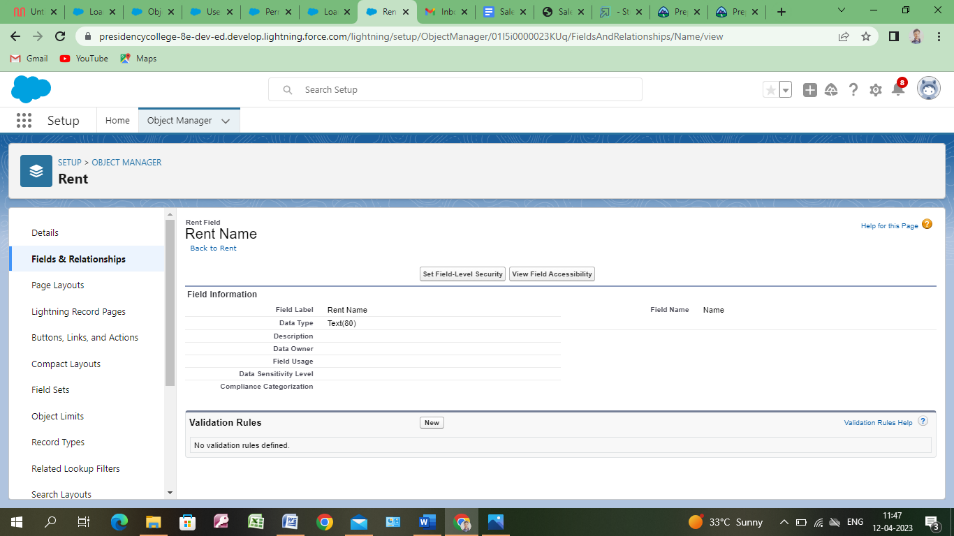 Unt
Loa
Obj
Use
Per
Loa
Ren
Inb
Sale
Sale
- St
Pre
Pre
presidencycollege-8e-dev-ed.develop.lightning.force.com/lightning/setup/ObjectManager/01I5i0000023KUq/FieldsAndRelationships/Name/view
Gmail
YouTube
Maps
Search Setup
8
Setup
Home
Object Manager
SETUP > OBJECT MANAGER
Rent
Details
Fields & Relationships
Page Layouts
Lightning Record Pages
Buttons, Links, and Actions
Compact Layouts
Field Sets
Object Limits
Record Types
Related Lookup Filters
Search Layouts
Rent Field
Rent Name
Back to Rent
Help for this Page
Set Field-Level Security
View Field Accessibility
Field Information
Field Label Rent Name
Field Name Name
Data Type Text(80)
Description
Data Owner
Field Usage
Data Sensitivity Level
Compliance Categorization
Validation Rules
New
Validation Rules Help
No validation rules defined.
33°C Sunny
ENG
11:47
12-04-2023
3